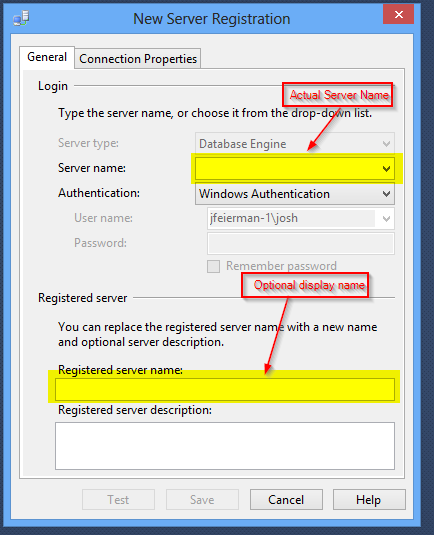 New Server Registration
General
Connection Properties
Login
Actual Server Name
Type the server name, or choose it from the drop-down list.
Server type:
Database Engine
Server name:
Authentication:
Windows Authentication
User name:
jfeierman-1\josh
Password:
Remember password
Optional display name
Registered server
You can replace the registered server name with a new name
and optional server description.
Registered server name:
Registered server description:
Test
Save
Cancel
Help